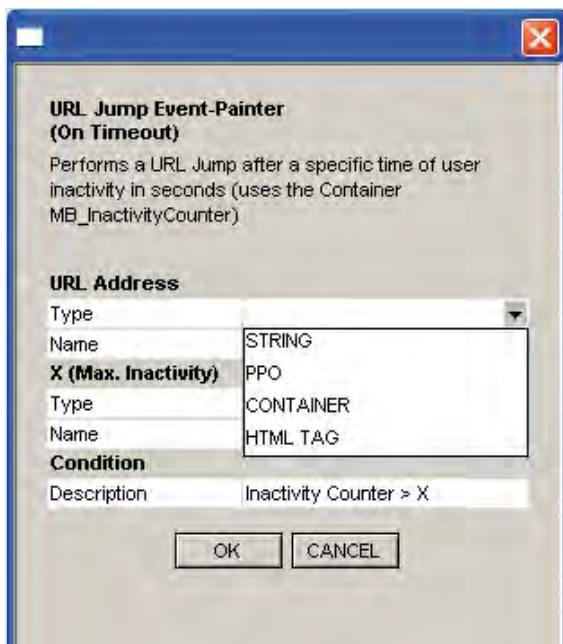 URL Jump Event-Painter
(On Timeout)
Performs a URL Jump after a specific time of user
inactivity in seconds (uses the Container
MB_InactivityCounter)
URL Address
Type
Name
STRING
X (Max. Inactivity)
PPO
Type
CONTAINER
Name
HTML TAG
Condition
Description Inactivity Counter > X
OK CANCEL